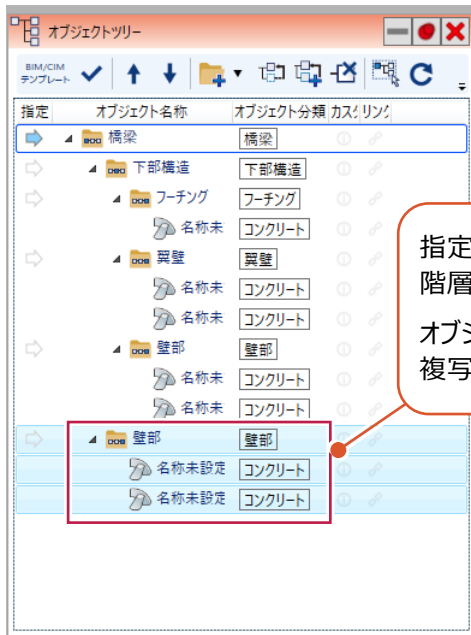 オブジェクトツリー
BIM/CIM
テンプレート
指定 オブジェクト名称 オブジェクト分類 カスタ リンク
橋梁 橋梁
下部構造 下部構造
フーチング フーチング
名称未 コンクリート
翼壁 翼壁
名称未 コンクリート
名称未 コンクリート
壁部 壁部
名称未 コンクリート
名称未 コンクリート
壁部 壁部
名称未設定 コンクリート
名称未設定 コンクリート
指定
階層
オブジ
複写